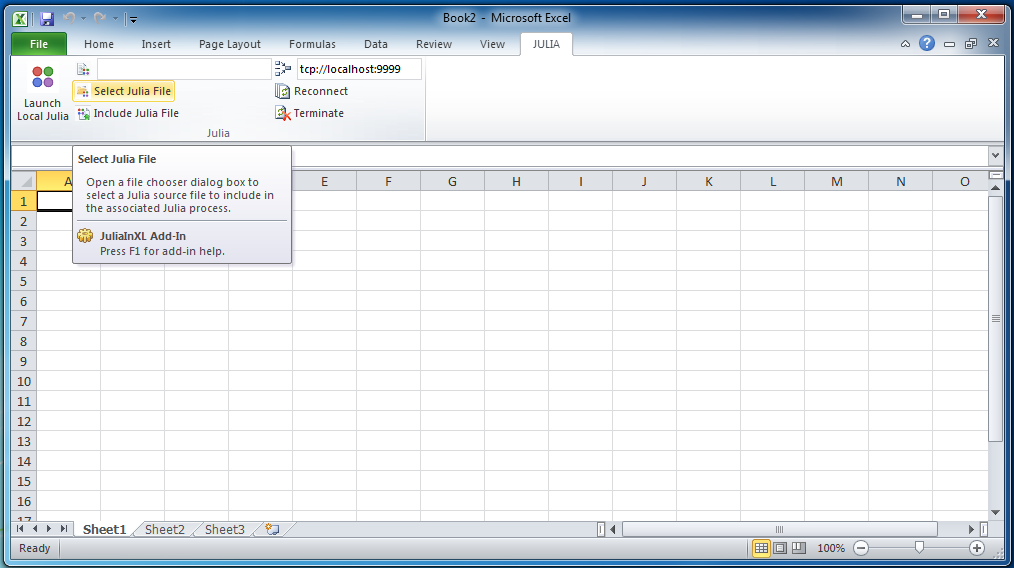 Book2 - Microsoft Excel
File Home Insert Page Layout Formulas Data Review View JULIA
tcp://localhost:9999
Select Julia File Reconnect
Launch
Local Julia Include Julia File Terminate
Julia
Select Julia File
Open a file chooser dialog box to
select a Julia source file to include in
the associated Julia process.
JuliaInXL Add-In
Press F1 for add-in help.
A E F G H I J K L M N O
1
2
3
4
5
6
7
8
9
10
11
12
13
14
15
16
17
Sheet1 Sheet2 Sheet3
Ready 100%